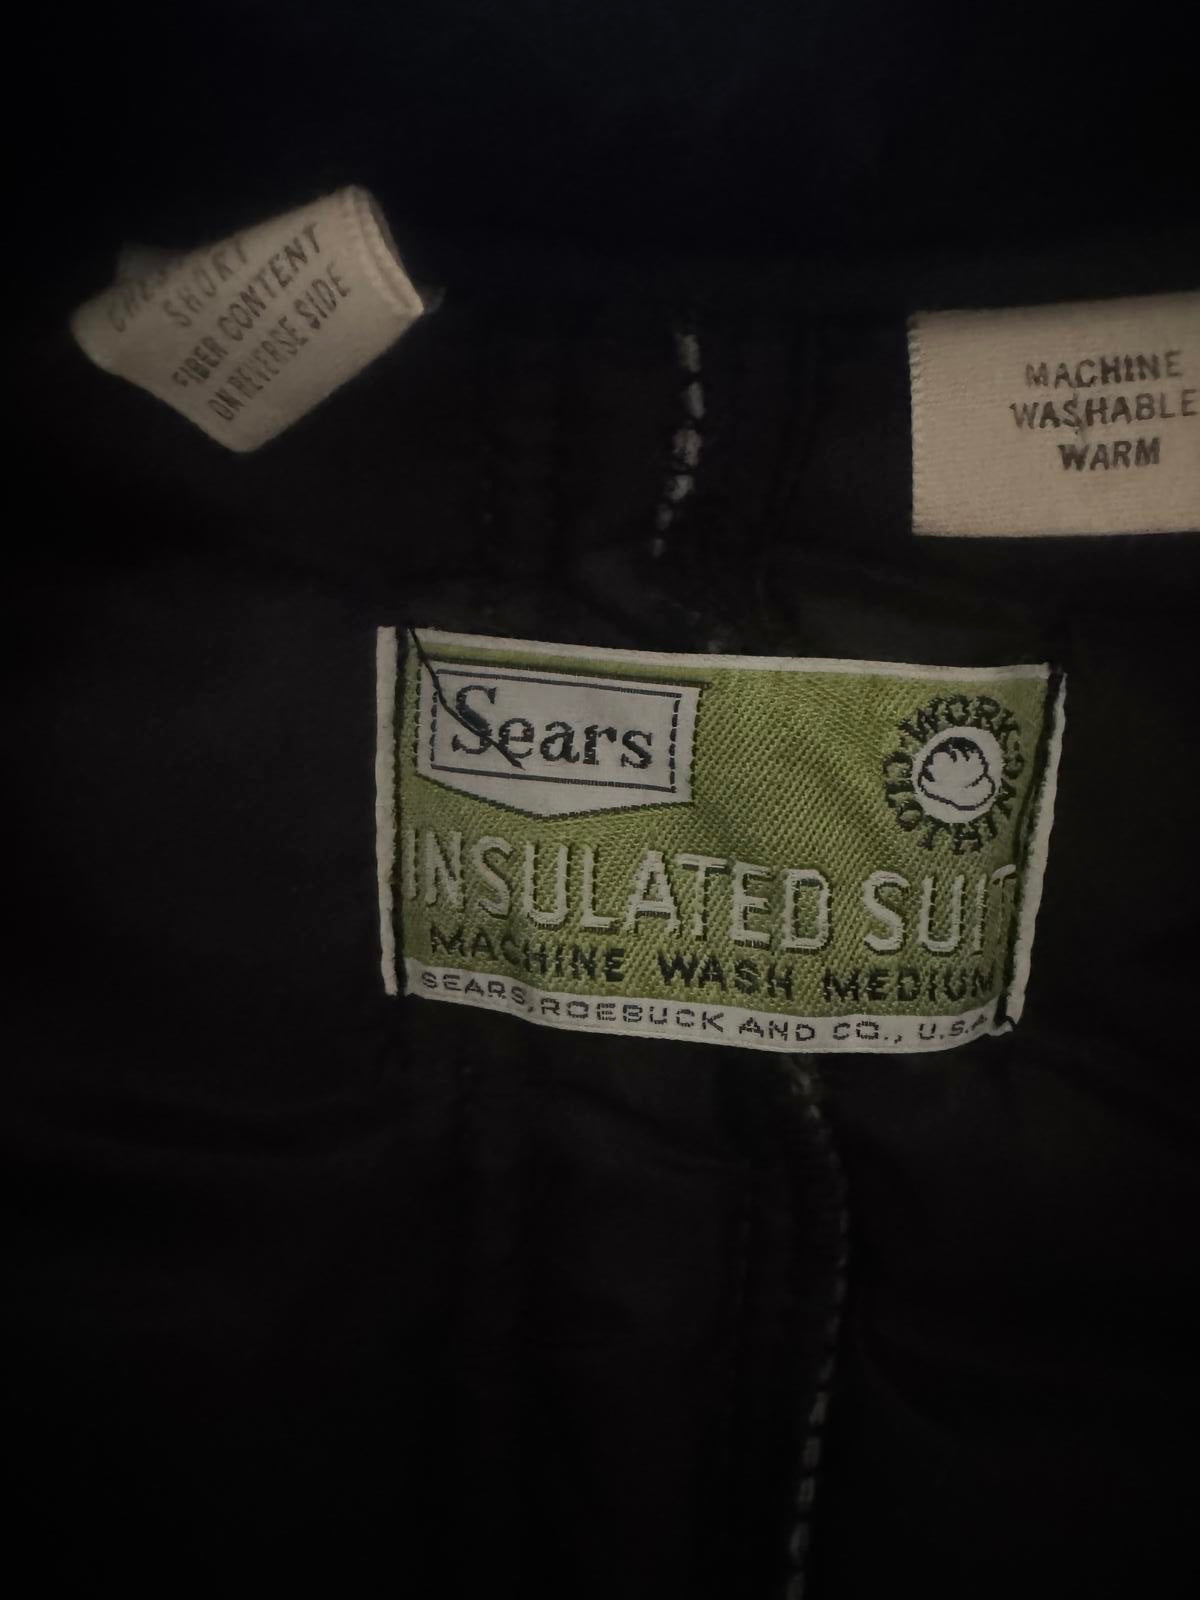 SHORT
FIBER CONTENT
ON REVERSE SIDE
MACHINE
WASHABLE
WARM
Sears
WORK CLOTHING
INSULATED SUIT
MACHINE WASH MEDIUM
SEARS, ROEBUCK AND CO., U.S.A.